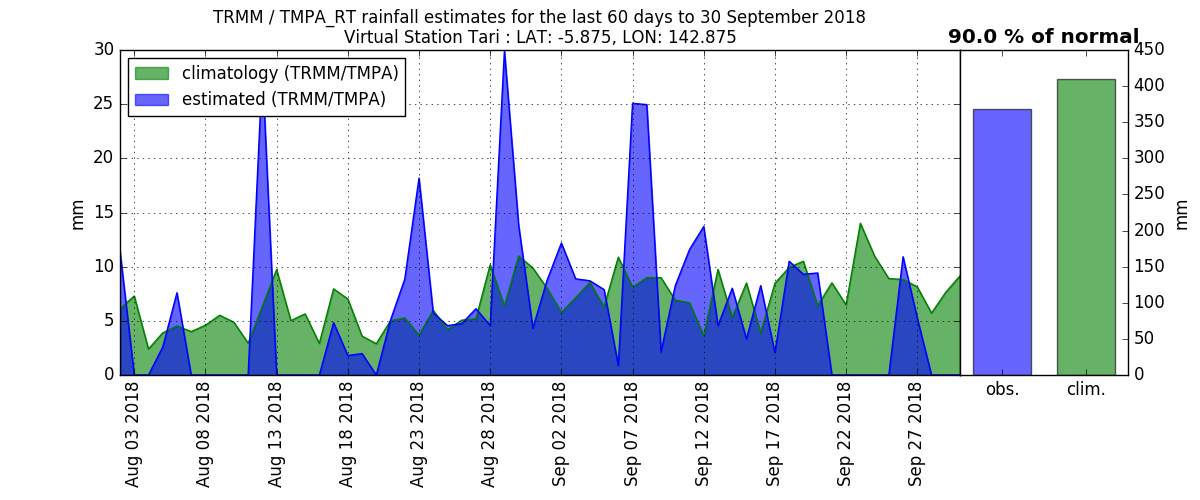 TRMM / TMPA_RT rainfall estimates for the last 60 days to 30 September 2018
Virtual Station Tari : LAT: -5.875, LON: 142.875
90.0 % of normal
climatology (TRMM/TMPA)
estimated (TRMM/TMPA)
mm
30
25
20
15
10
5
0
Aug 03 2018
Aug 08 2018
Aug 13 2018
Aug 18 2018
Aug 23 2018
Aug 28 2018
Sep 02 2018
Sep 07 2018
Sep 12 2018
Sep 17 2018
Sep 22 2018
Sep 27 2018
obs.
clim.
450
400
350
300
250
200
150
100
50
0
mm